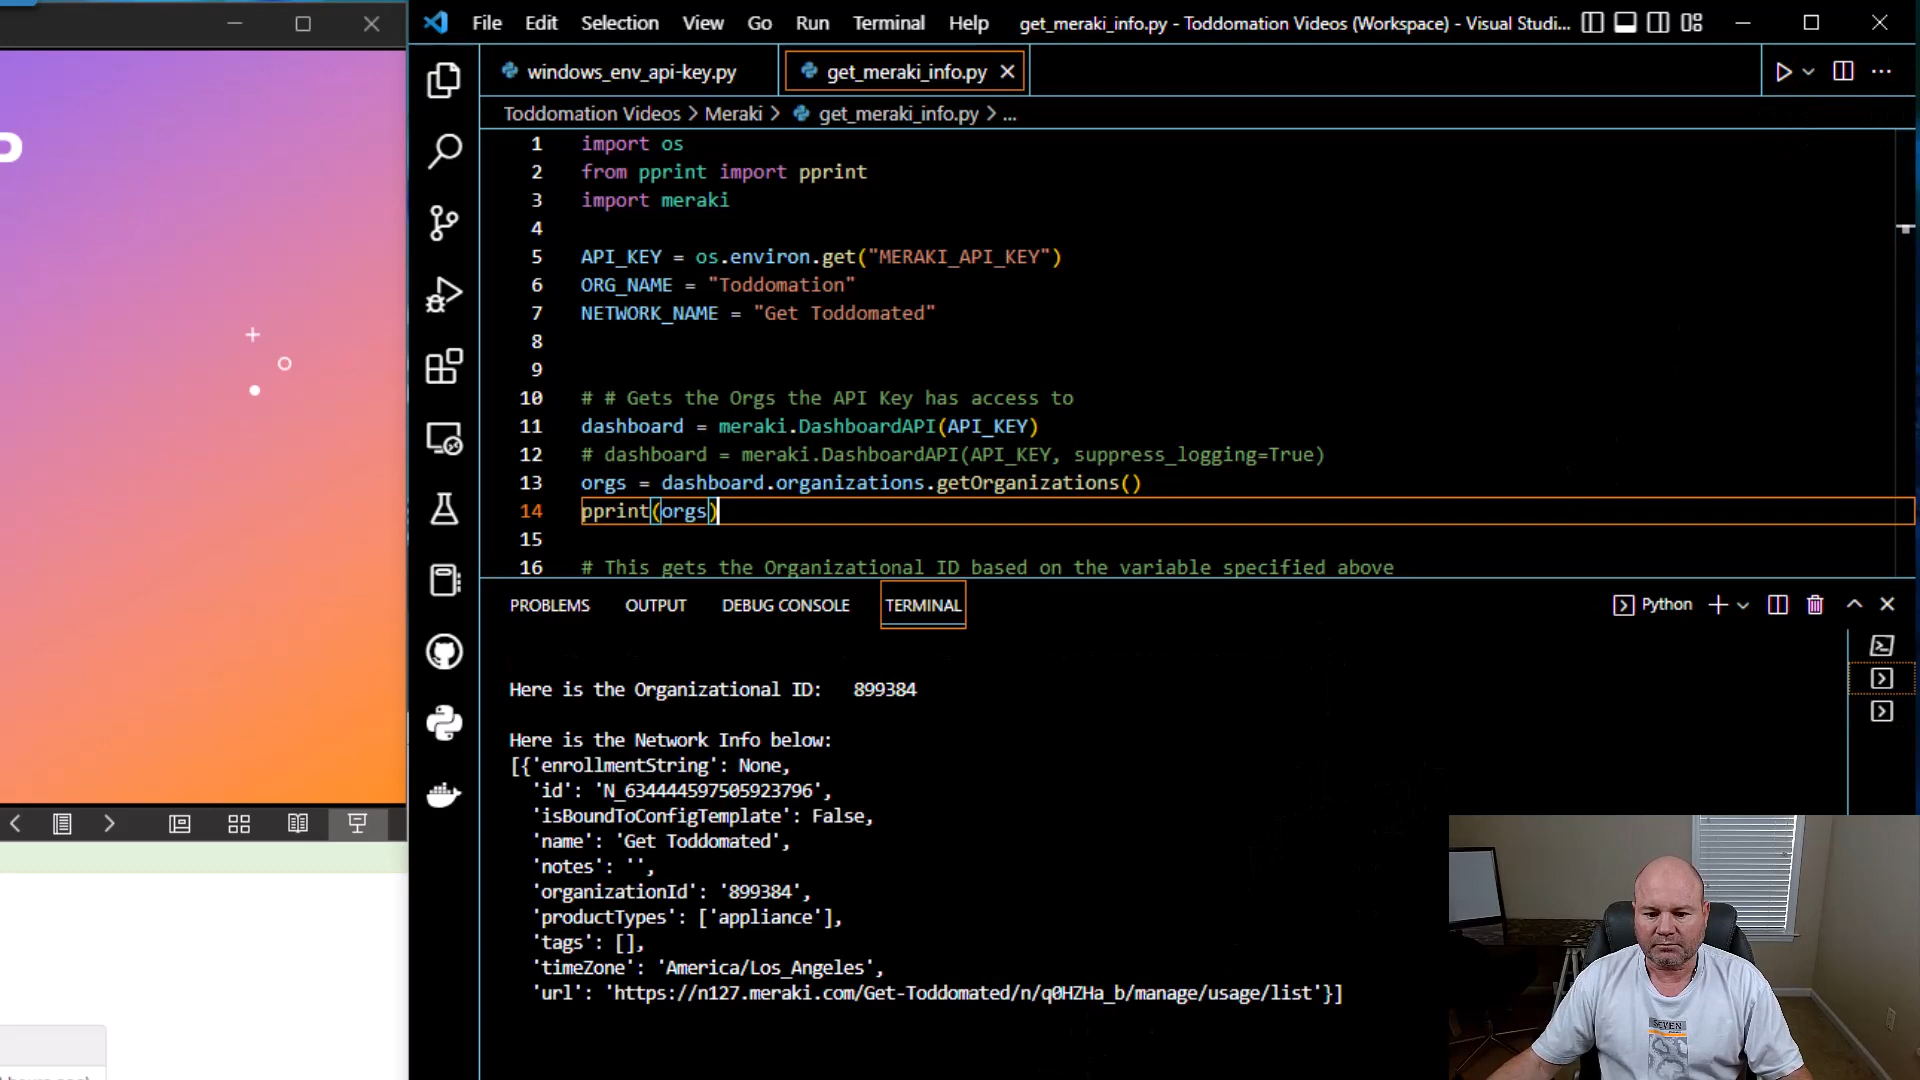 File Edit Selection View Go Run Terminal Help get_meraki_info.py - Toddomation Videos (Workspace) - Visual Studi...
windows_env_api-key.py get_meraki_info.py
Toddomation Videos > Meraki > get_meraki_info.py > ...
1 import os
2 from pprint import pprint
3 import meraki
4
5 API_KEY = os.environ.get("MERAKI_API_KEY")
6 ORG_NAME = "Toddomation"
7 NETWORK_NAME = "Get Toddomated"
8
9
10 # # Gets the Orgs the API Key has access to
11 dashboard = meraki.DashboardAPI(API_KEY)
12 # dashboard = meraki.DashboardAPI(API_KEY, suppress_logging=True)
13 orgs = dashboard.organizations.getOrganizations()
14 pprint(orgs)
15
16 # This gets the Organizational ID based on the variable specified above
PROBLEMS OUTPUT DEBUG CONSOLE TERMINAL Python
Here is the Organizational ID: 899384
Here is the Network Info below:
[{'enrollmentString': None,
'id': 'N_634444597505923796',
'isBoundToConfigTemplate': False,
'name': 'Get Toddomated',
'notes': '',
'organizationId': '899384',
'productTypes': ['appliance'],
'tags': [],
'timeZone': 'America/Los_Angeles',
'url': 'https://n127.meraki.com/Get-Toddomated/n/q0HZHa_b/manage/usage/list'}]
SEVEN